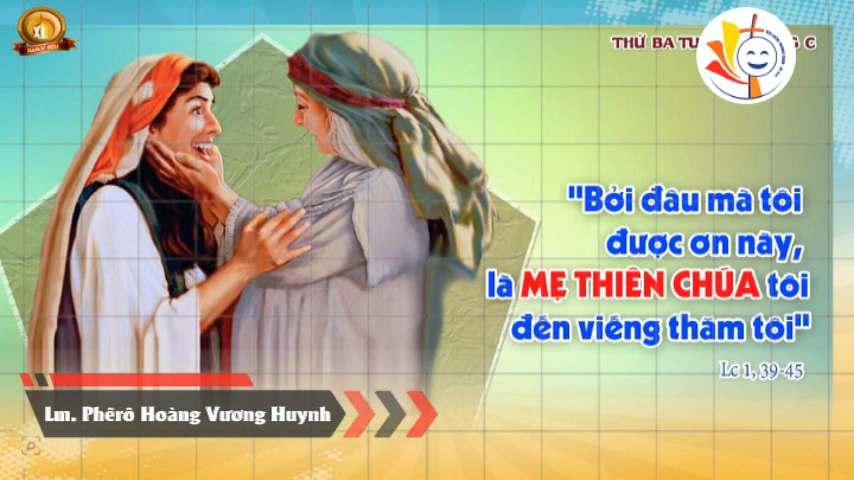 THỨ BA TU
G C
"Bởi đâu mà tôi
được ơn này,
là MẸ THIÊN CHÚA tôi
đến viếng thăm tôi"
Lc 1, 39-45
Lm. Phêrô Hoàng Vương Huynh